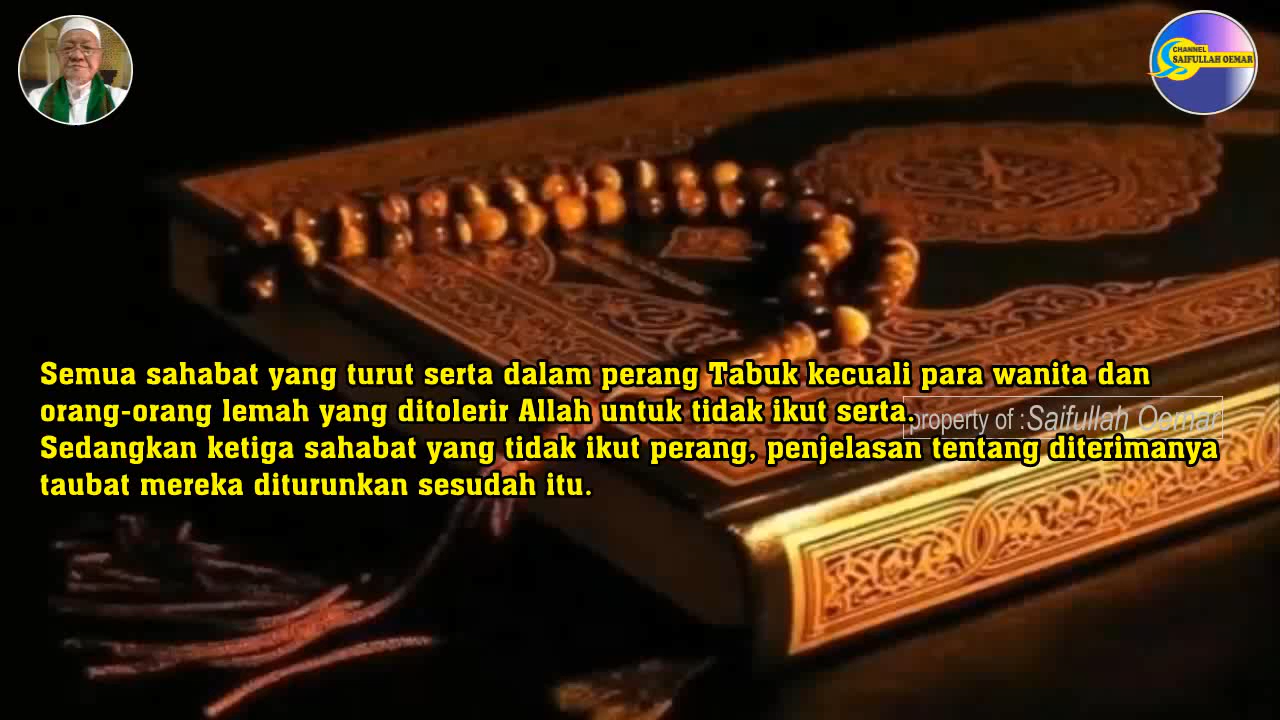 CHANNEL
SAIFULLAH OEMAR
Semua sahabat yang turut serta dalam perang Tabuk kecuali para wanita dan
orang-orang lemah yang ditolerir Allah untuk tidak ikut serta.
property of : Saifullah Oemar
Sedangkan ketiga sahabat yang tidak ikut perang, penjelasan tentang diterimanya
taubat mereka diturunkan sesudah itu.